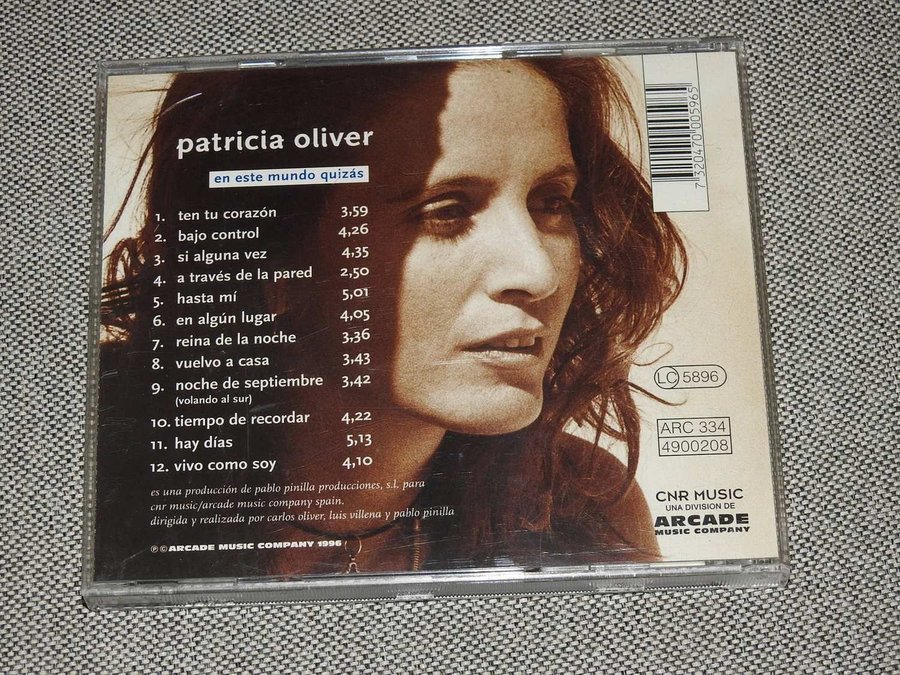 patricia oliver
en este mundo quizás
1. ten tu corazón 3,59
2. bajo control 4,26
3. si alguna vez 4,35
4. a través de la pared 2,50
5. hasta mí 5,01
6. en algún lugar 4,05
7. reina de la noche 3,36
8. vuelvo a casa 3,43
9. noche de septiembre 3,42
(volando al sur)
10. tiempo de recordar 4,22
11. hay días 5,13
12. vivo como soy 4,10
es una producción de pablo pinilla producciones, s.l. para
cnr music/arcade music company spain.
dirigida y realizada por carlos oliver, luis villena y pablo pinilla
℗©ARCADE MUSIC COMPANY 1996
7 320470 005965
LC 5896
ARC 334
4900208
CNR MUSIC
UNA DIVISION DE
ARCADE
MUSIC COMPANY